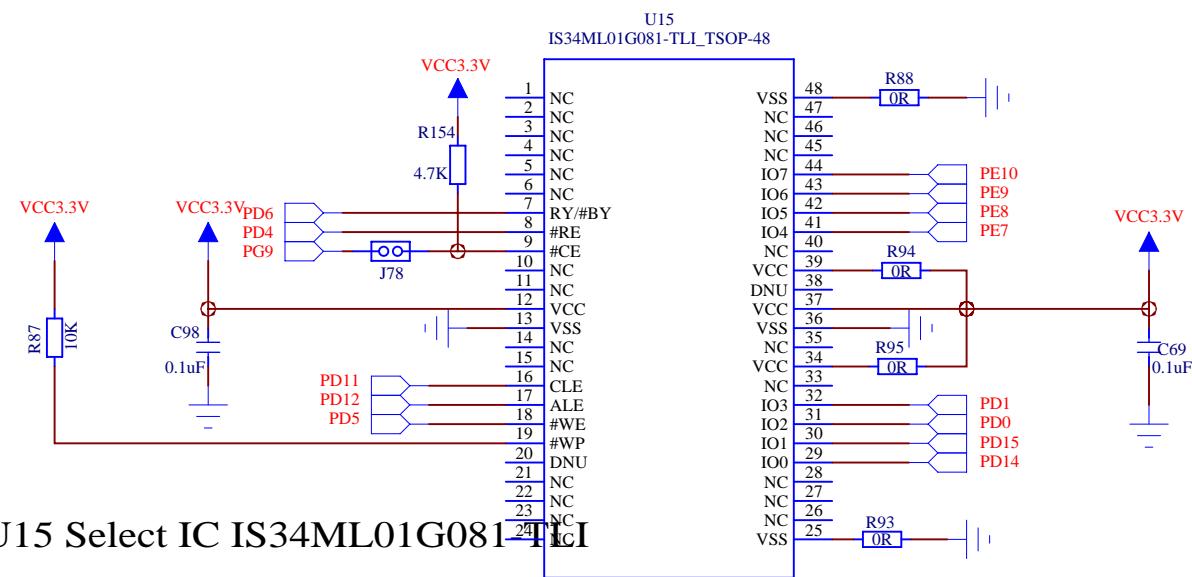 U15
IS34ML01G081-TLI_TSOP-48
VCC3.3V
R154
4.7K
VCC3.3V
R87
10K
VCC3.3V
C98
0.1uF
PD6
PD4
PG9
J78
PD11
PD12
PD5
1 NC
2 NC
3 NC
4 NC
5 NC
6 NC
7 RY/#BY
8 #RE
9 #CE
10 NC
11 NC
12 VCC
13 VSS
14 NC
15 NC
16 CLE
17 ALE
18 #WE
19 #WP
20 DNU
21 NC
22 NC
23 NC
24 NC
VSS 48
NC 47
NC 46
NC 45
IO7 44
IO6 43
IO5 42
IO4 41
NC 40
VCC 39
DNU 38
VCC 37
VSS 36
NC 35
VCC 34
NC 33
IO3 32
IO2 31
IO1 30
IO0 29
NC 28
NC 27
NC 26
VSS 25
R88
0R
PE10
PE9
PE8
PE7
R94
0R
R95
0R
VCC3.3V
C69
0.1uF
PD1
PD0
PD15
PD14
R93
0R
U15 Select IC IS34ML01G081-TLI